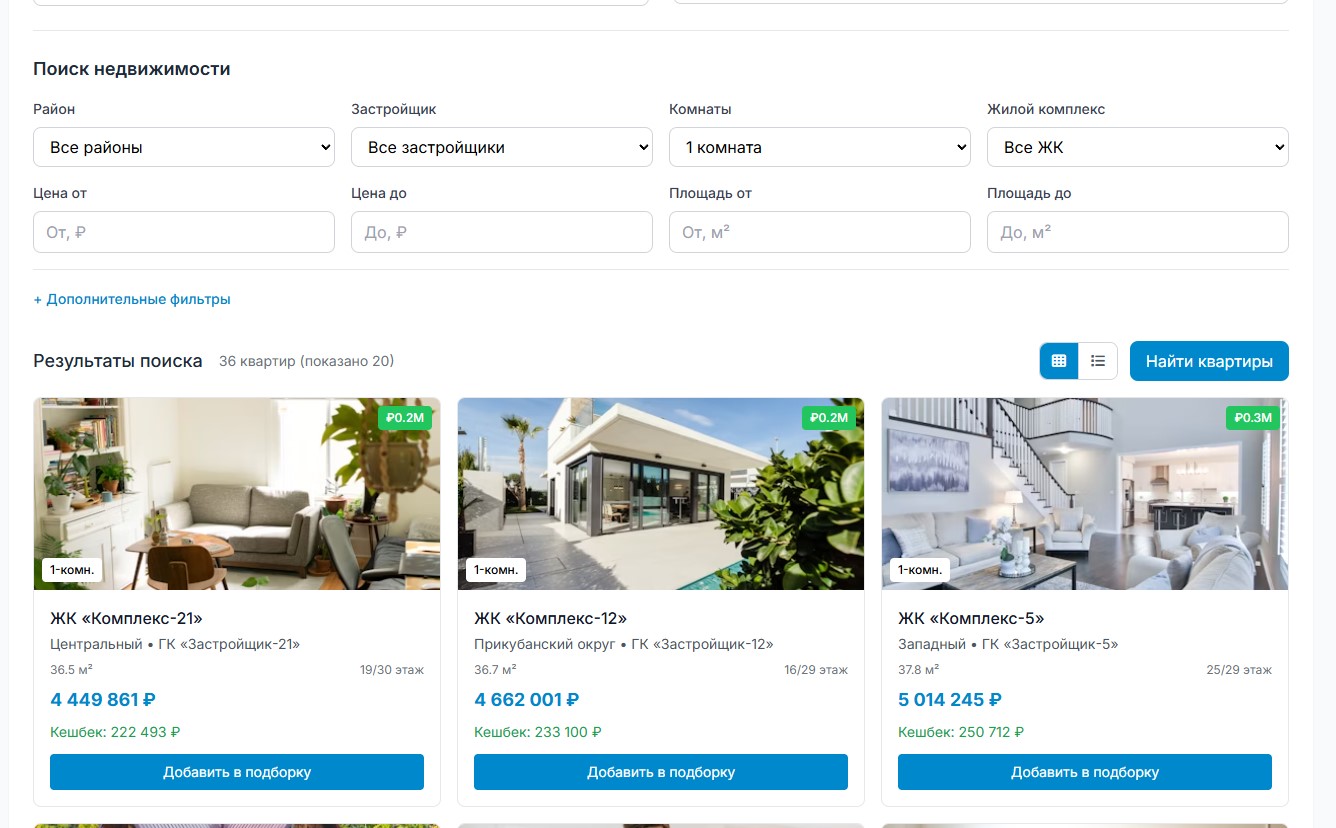 Поиск недвижимости
Район Застройщик Комнаты Жилой комплекс
Все районы Все застройщики 1 комната Все ЖК
Цена от Цена до Площадь от Площадь до
От, ₽ До, ₽ От, м² До, м²
+ Дополнительные фильтры
Результаты поиска 36 квартир (показано 20) Найти квартиры
₽0.2M ₽0.2M ₽0.3M
1-комн. 1-комн. 1-комн.
ЖК «Комплекс-21» ЖК «Комплекс-12» ЖК «Комплекс-5»
Центральный • ГК «Застройщик-21» Прикубанский округ • ГК «Застройщик-12» Западный • ГК «Застройщик-5»
36.5 м² 19/30 этаж 36.7 м² 16/29 этаж 37.8 м² 25/29 этаж
4 449 861 ₽ 4 662 001 ₽ 5 014 245 ₽
Кешбек: 222 493 ₽ Кешбек: 233 100 ₽ Кешбек: 250 712 ₽
Добавить в подборку Добавить в подборку Добавить в подборку